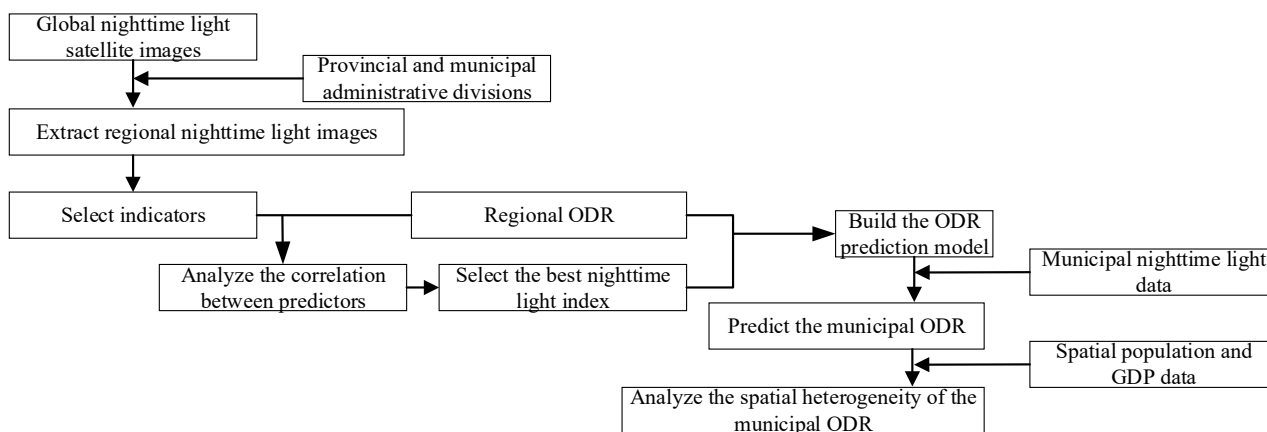 Global nighttime light
satellite images
Provincial and municipal
administrative divisions
Extract regional nighttime light images
Select indicators
Regional ODR
Analyze the correlation
between predictors
Select the best nighttime
light index
Build the ODR
prediction model
Municipal nighttime light
data
Predict the municipal ODR
Spatial population and
GDP data
Analyze the spatial heterogeneity of the
municipal ODR